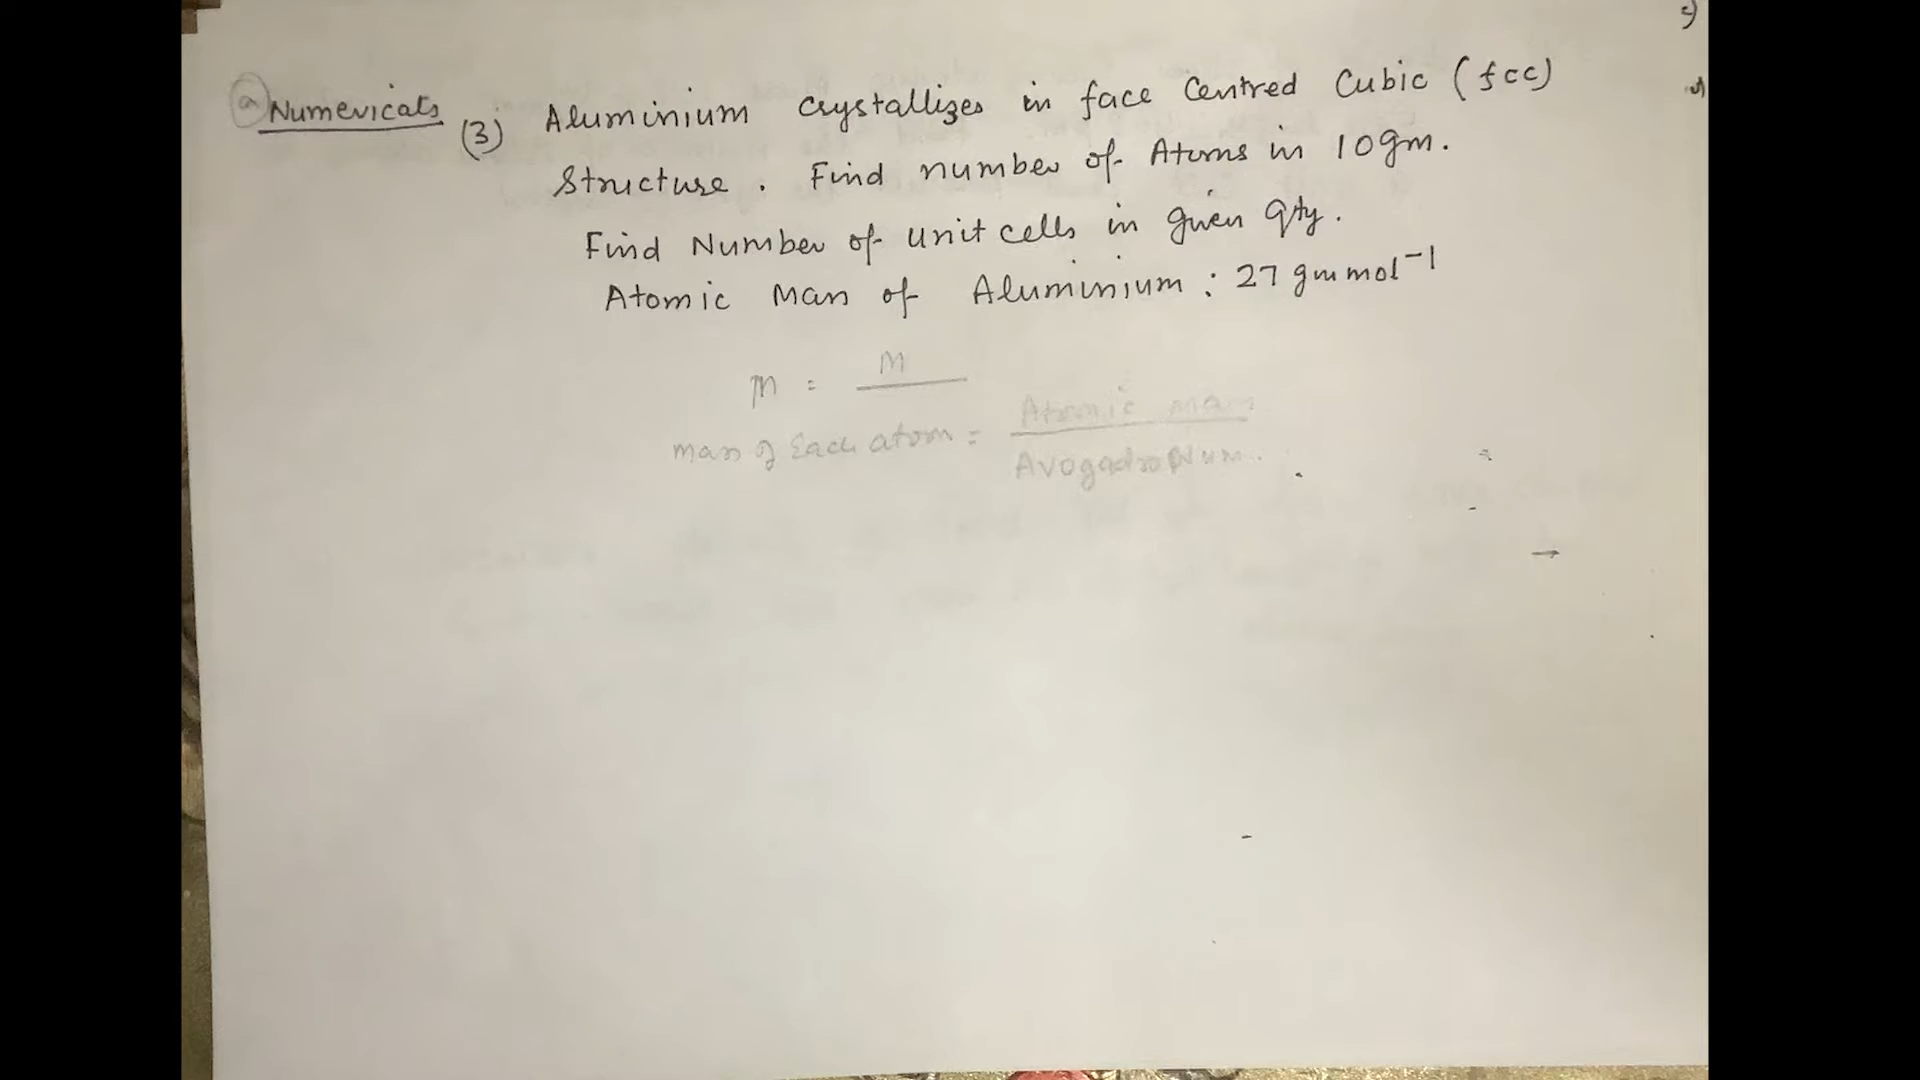 Numericals (3) Aluminium crystallizes in face Centred Cubic (fcc)
Structure. Find number of Atoms in 10gm.
Find Number of unit cells in given qty.
Atomic Mass of Aluminium : 27 gm mol⁻¹
m = M
mass of Each atom = Atomic mass
Avogadro Num.